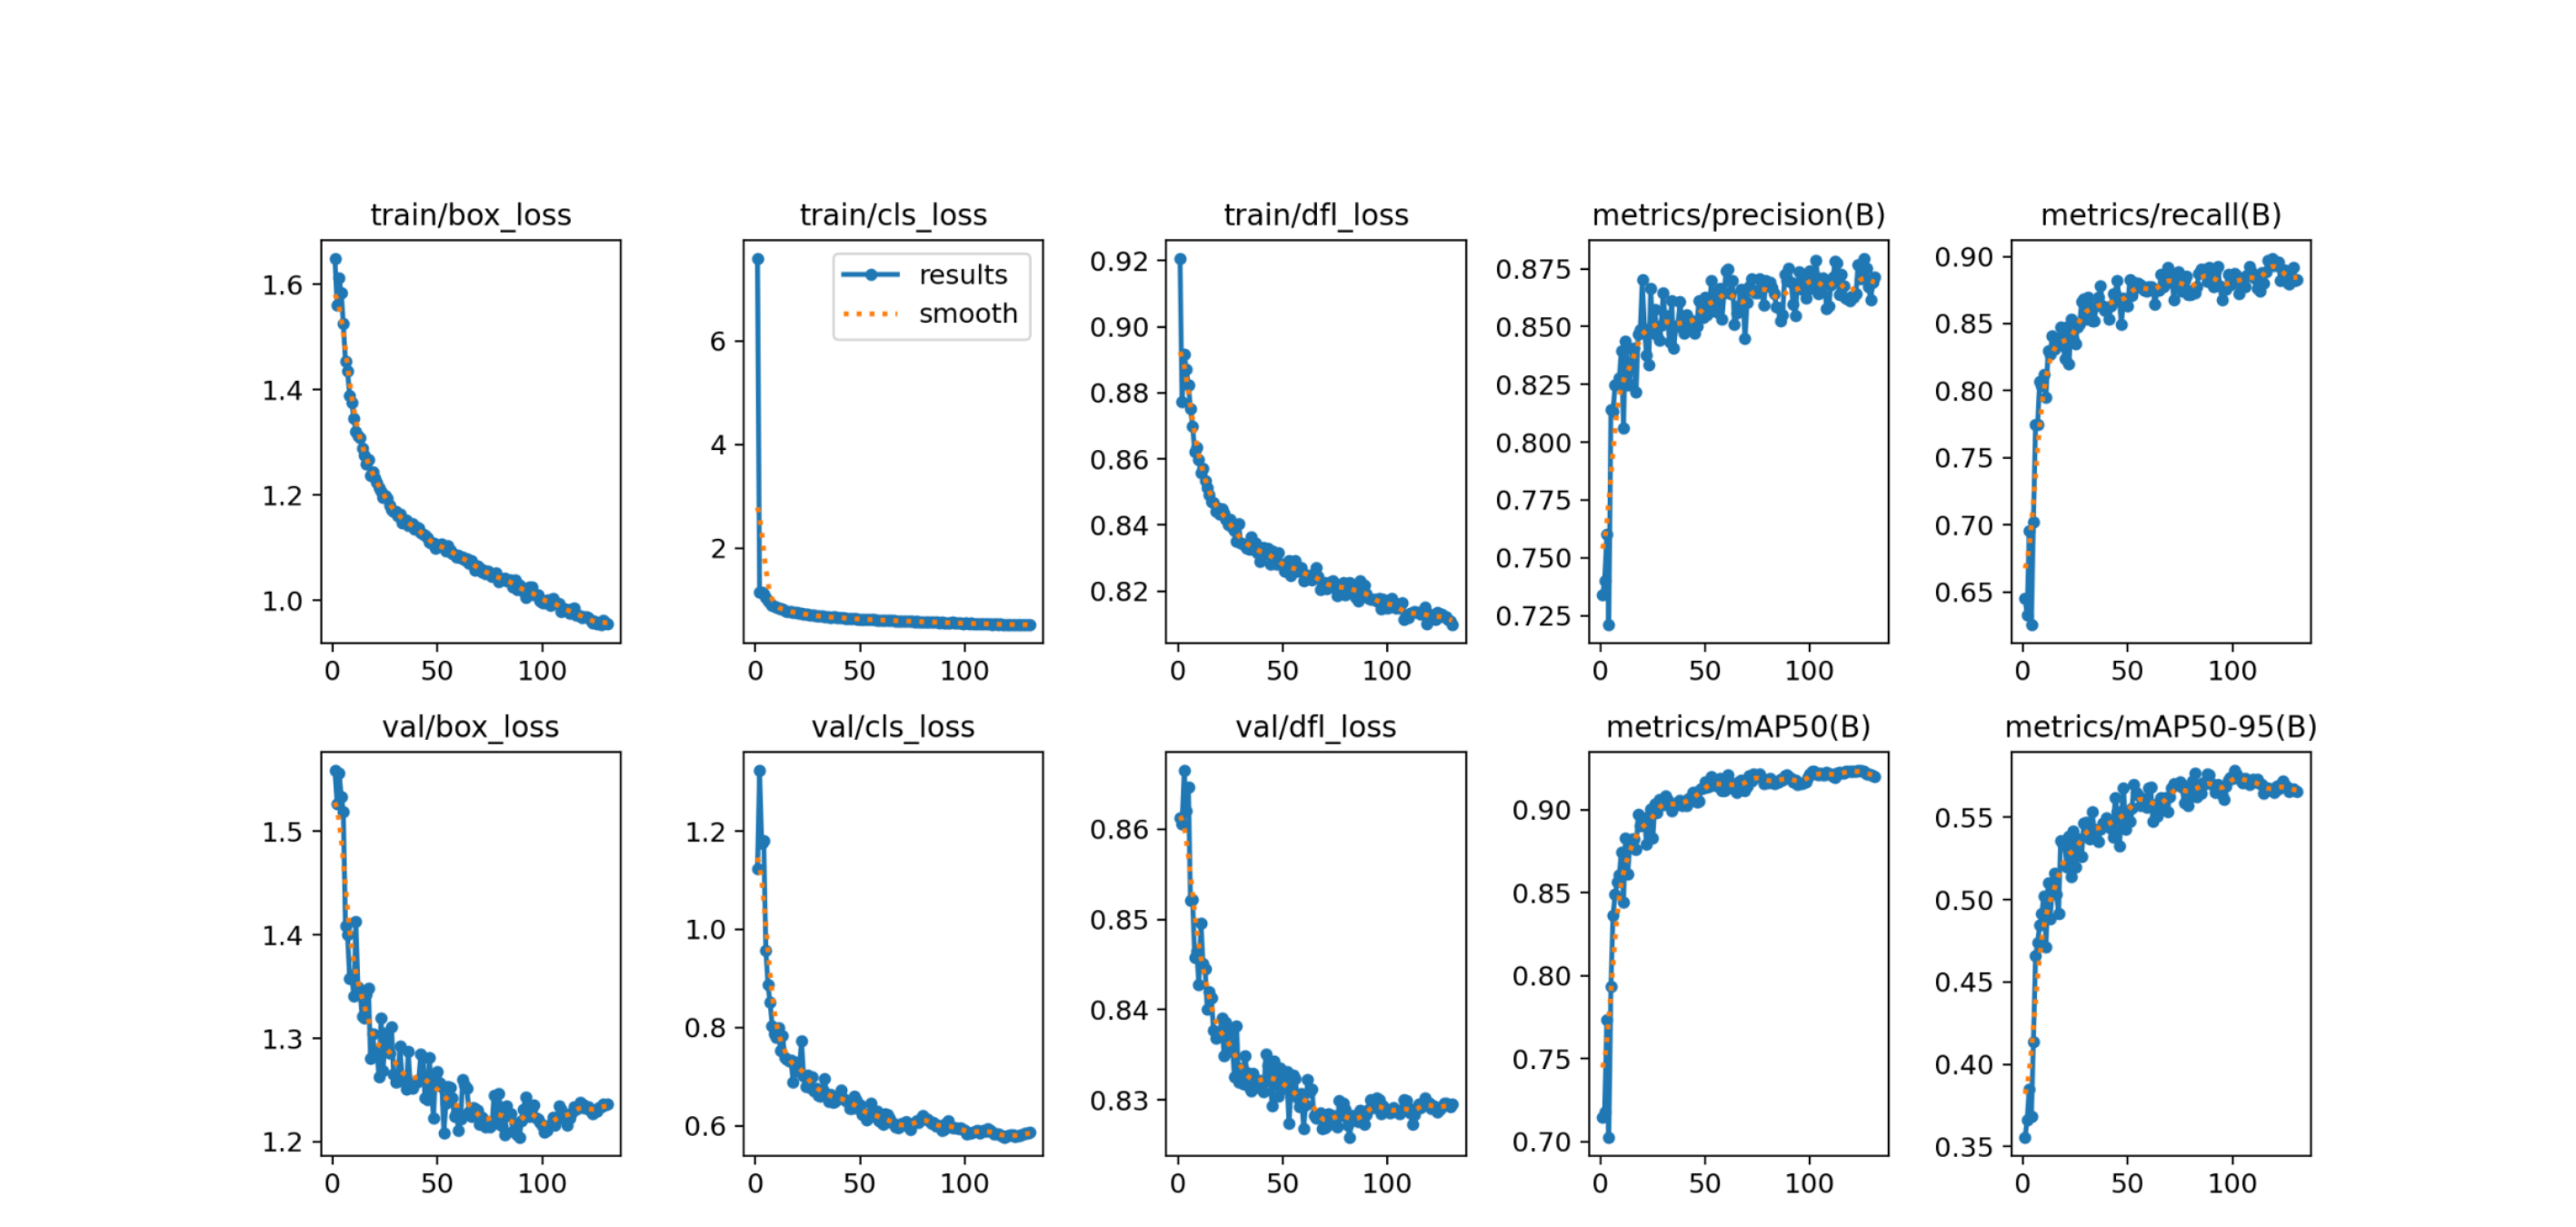 train/box_loss
1.6
1.4
1.2
1.0
0 50 100
train/cls_loss
results
smooth
6
4
2
0 50 100
train/dfl_loss
0.92
0.90
0.88
0.86
0.84
0.82
0 50 100
metrics/precision(B)
0.875
0.850
0.825
0.800
0.775
0.750
0.725
0 50 100
metrics/recall(B)
0.90
0.85
0.80
0.75
0.70
0.65
0 50 100
val/box_loss
1.5
1.4
1.3
1.2
0 50 100
val/cls_loss
1.2
1.0
0.8
0.6
0 50 100
val/dfl_loss
0.86
0.85
0.84
0.83
0 50 100
metrics/mAP50(B)
0.90
0.85
0.80
0.75
0.70
0 50 100
metrics/mAP50-95(B)
0.55
0.50
0.45
0.40
0.35
0 50 100